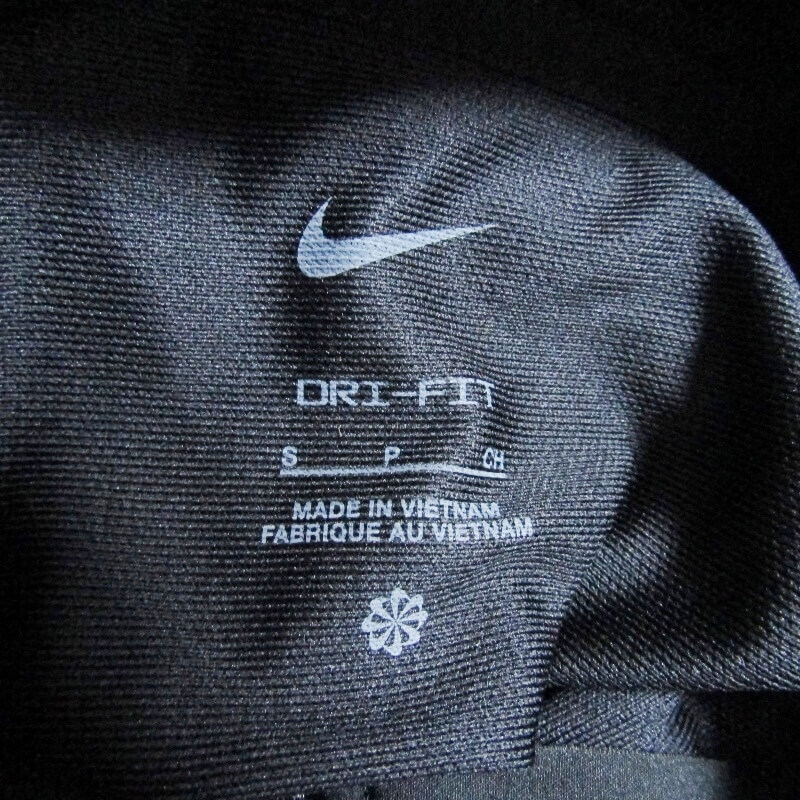 DRI-FIT
S P CH
MADE IN VIETNAM
FABRIQUE AU VIETNAM